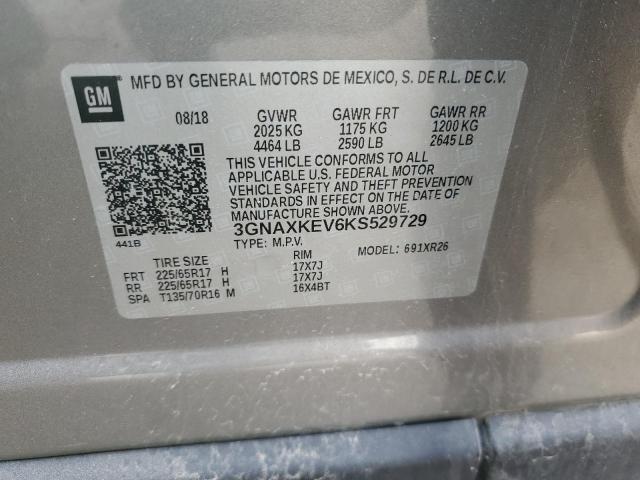 GM
MFD BY GENERAL MOTORS DE MEXICO, S. DE R.L. DE C.V.
08/18 GVWR GAWR FRT GAWR RR
2025 KG 1175 KG 1200 KG
4464 LB 2590 LB 2645 LB
THIS VEHICLE CONFORMS TO ALL
APPLICABLE U.S. FEDERAL MOTOR
VEHICLE SAFETY AND THEFT PREVENTION
STANDARDS IN EFFECT ON THE DATE OF
MANUFACTURE SHOWN ABOVE.
3GNAXKEV6KS529729
441B
TYPE: M.P.V. MODEL: 691XR26
TIRE SIZE RIM
FRT 225/65R17 H 17X7J
RR 225/65R17 H 17X7J
SPA T135/70R16 M 16X4BT